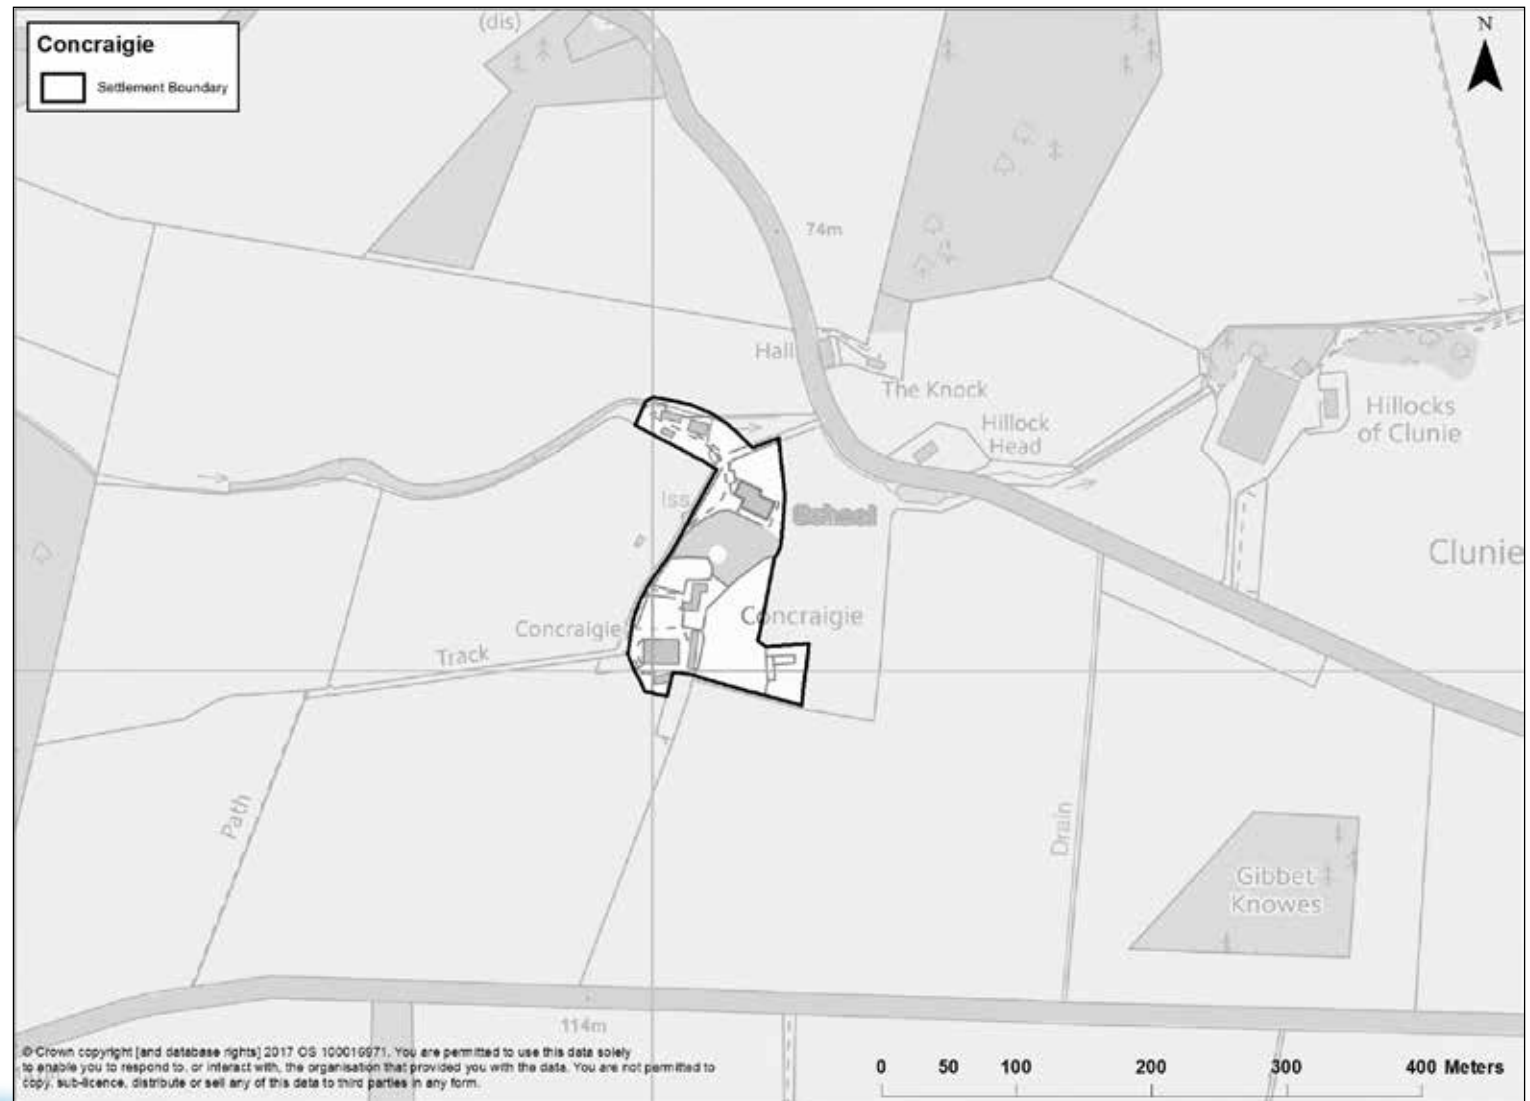 Concraigie
Settlement Boundary
(dis)
N
74m
Hall
The Knock
Hillock
Head
Hillocks
of Clunie
Iss
School
Clunie
Concraigie
Concraigie
Track
Path
Drain
Gibbet
Knowes
114m
© Crown copyright [and database rights] 2017 OS 100016971. You are permitted to use this data solely
to enable you to respond to, or interact with, the organisation that provided you with the data. You are not permitted to
copy, sub-licence, distribute or sell any of this data to third parties in any form.
0 50 100 200 300 400 Meters